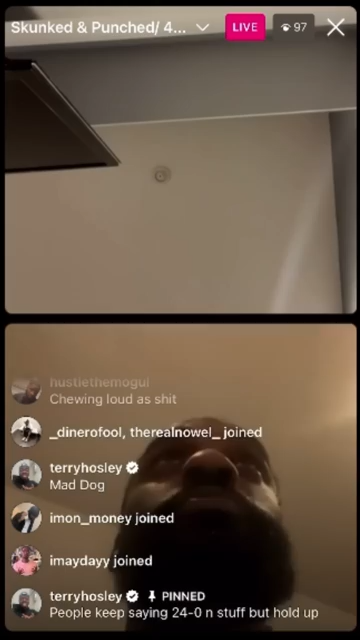 Skunked & Punched/ 4...
LIVE
97
hustlethemogul
Chewing loud as shit
_dinerofool, therealnowel_ joined
terryhosley
Mad Dog
imon_money joined
imaydayy joined
terryhosley PINNED
People keep saying 24-0 n stuff but hold up